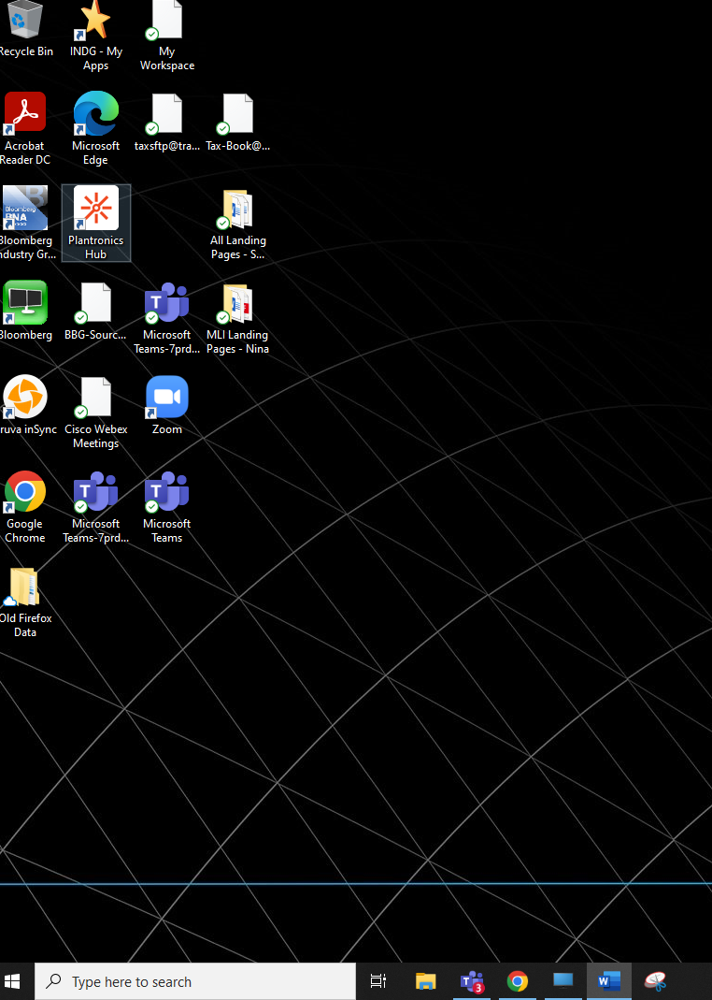 Recycle Bin
INDG - My
Apps
My
Workspace
Acrobat
Reader DC
Microsoft
Edge
taxsftp@tra...
Tax-Book@...
Bloomberg
BNA
Bloomberg
ndustry Gr...
Plantronics
Hub
All Landing
Pages - S...
Bloomberg
BBG-Sourc...
T
Microsoft
Teams-7prd...
MLI Landing
Pages - Nina
ruva inSync
Cisco Webex
Meetings
Zoom
Google
Chrome
T
Microsoft
Teams-7prd...
T
Microsoft
Teams
Old Firefox
Data
Type here to search
T
3
W